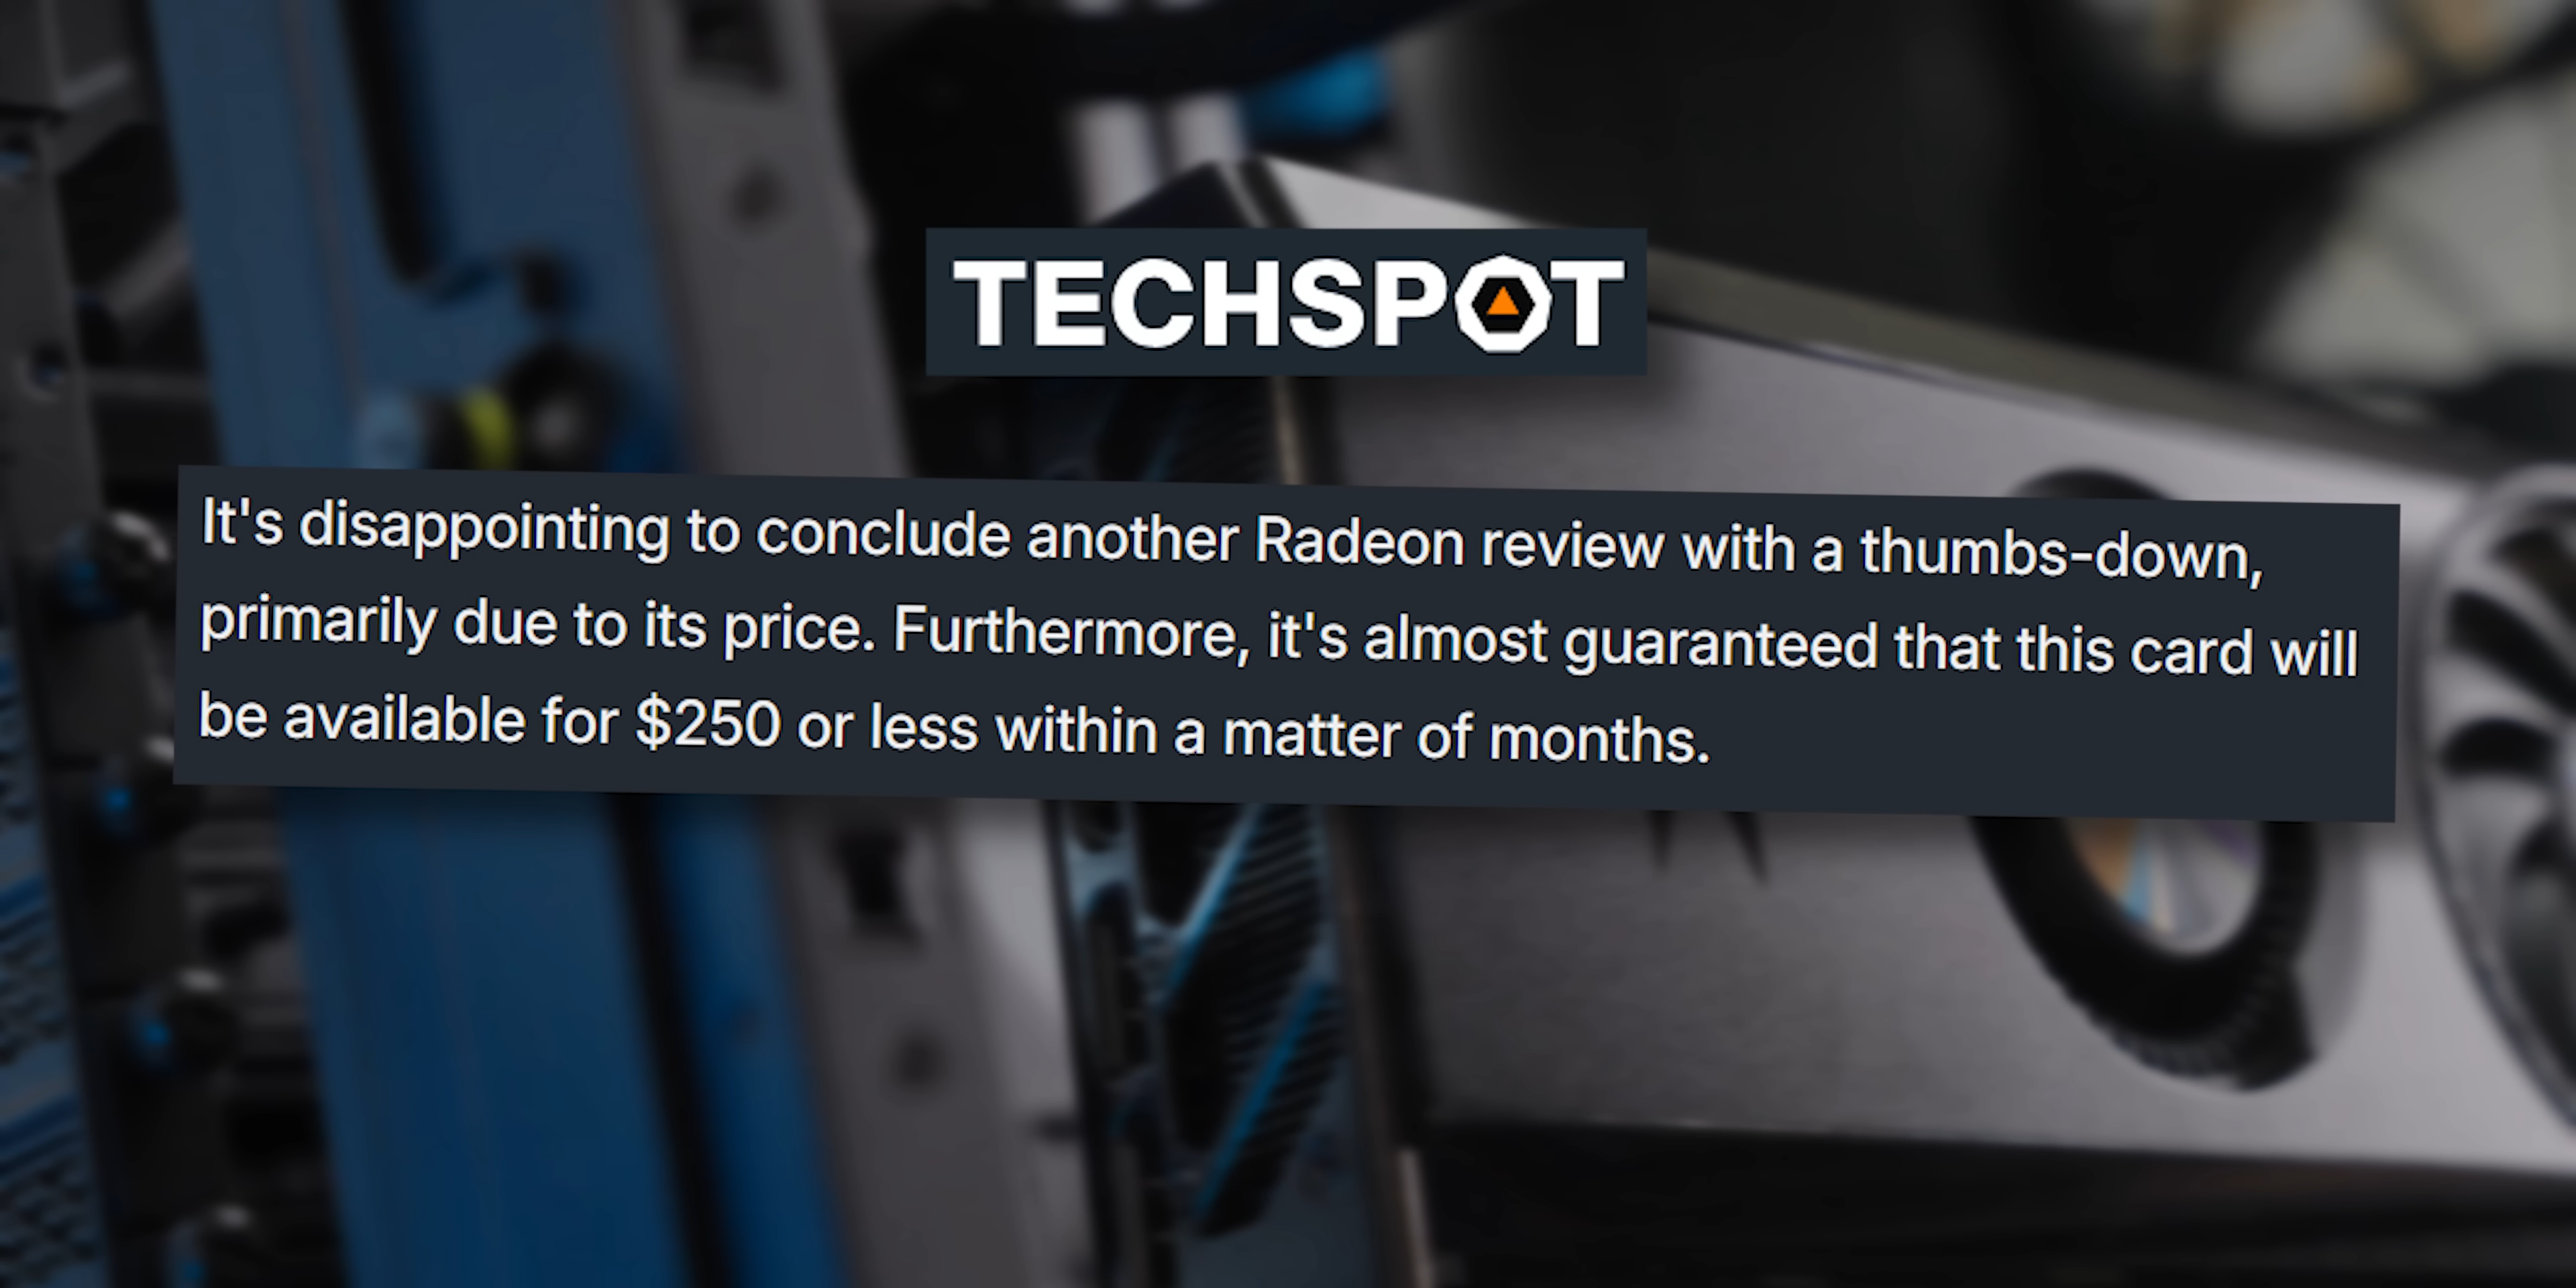 TECHSPOT
It's disappointing to conclude another Radeon review with a thumbs-down,
primarily due to its price. Furthermore, it's almost guaranteed that this card will
be available for $250 or less within a matter of months.